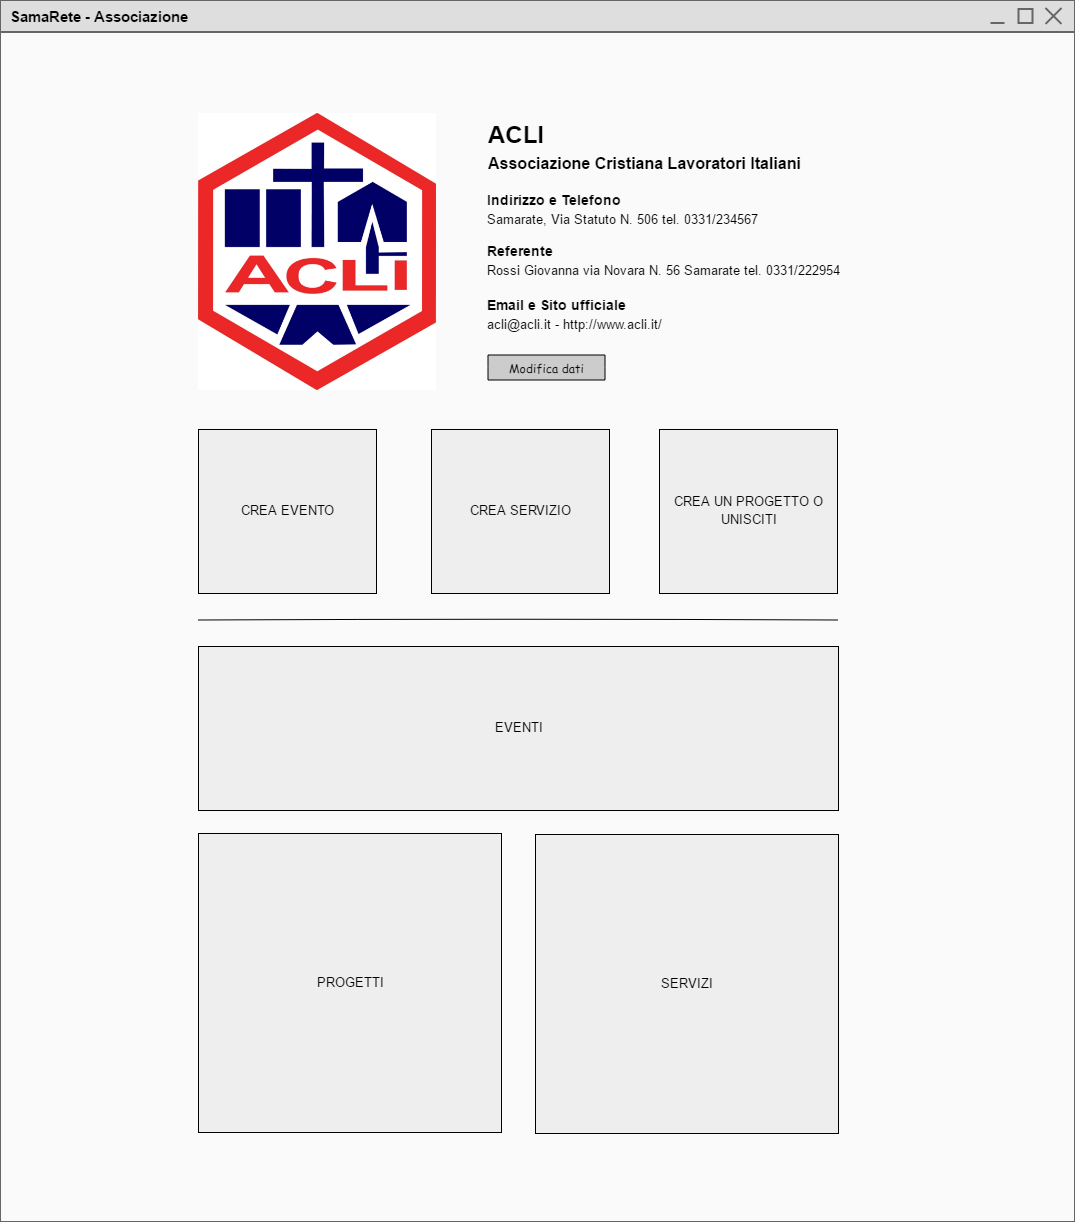 SamaRete - Associazione
ACLI
ACLI
Associazione Cristiana Lavoratori Italiani
Indirizzo e Telefono
Samarate, Via Statuto N. 506 tel. 0331/234567
Referente
Rossi Giovanna via Novara N. 56 Samarate tel. 0331/222954
Email e Sito ufficiale
acli@acli.it - http://www.acli.it/
Modifica dati
CREA EVENTO
CREA SERVIZIO
CREA UN PROGETTO O
UNISCITI
EVENTI
PROGETTI
SERVIZI